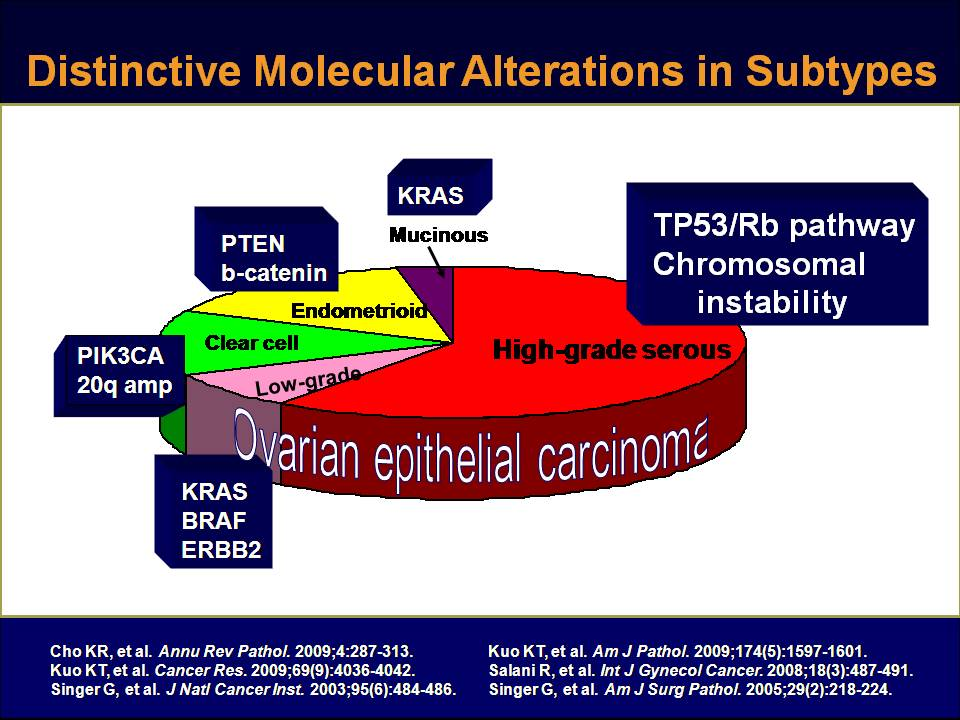 Distinctive Molecular Alterations in Subtypes
KRAS
Mucinous
TP53/Rb pathway
Chromosomal
instability
PTEN
b-catenin
Endometrioid
Clear cell
High-grade serous
PIK3CA
20q amp
Low-grade
Ovarian epithelial carcinoma
KRAS
BRAF
ERBB2
Cho KR, et al. Annu Rev Pathol. 2009;4:287-313.
Kuo KT, et al. Cancer Res. 2009;69(9):4036-4042.
Singer G, et al. J Natl Cancer Inst. 2003;95(6):484-486.
Kuo KT, et al. Am J Pathol. 2009;174(5):1597-1601.
Salani R, et al. Int J Gynecol Cancer. 2008;18(3):487-491.
Singer G, et al. Am J Surg Pathol. 2005;29(2):218-224.